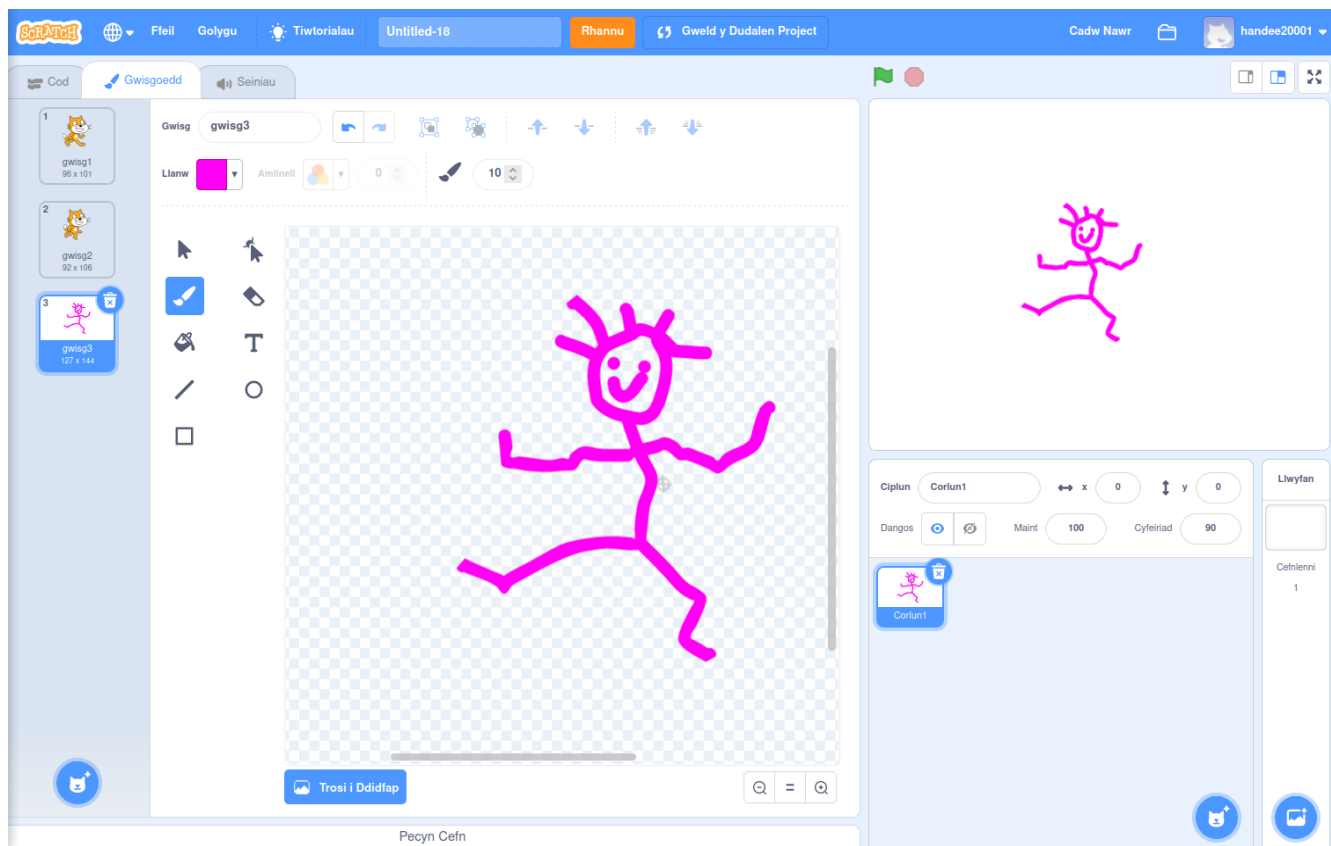 SCRATCH
Ffeil
Golygu
Tiwtorialau
Untitled-18
Rhannu
Gweld y Dudalen Project
Cadw Nawr
handee20001
Cod
Gwisgoedd
Seiniau
1
gwisg1
96 x 101
2
gwisg2
92 x 106
3
gwisg3
127 x 144
Gwisg
gwisg3
Llanw
Amlinell
0
10
T
Trosi i Ddidfap
=
Pecyn Cefn
Ciplun
Corlun1
x
0
y
0
Dangos
Maint
100
Cyfeiriad
90
Corlun1
Llwyfan
Cefnlenni
1